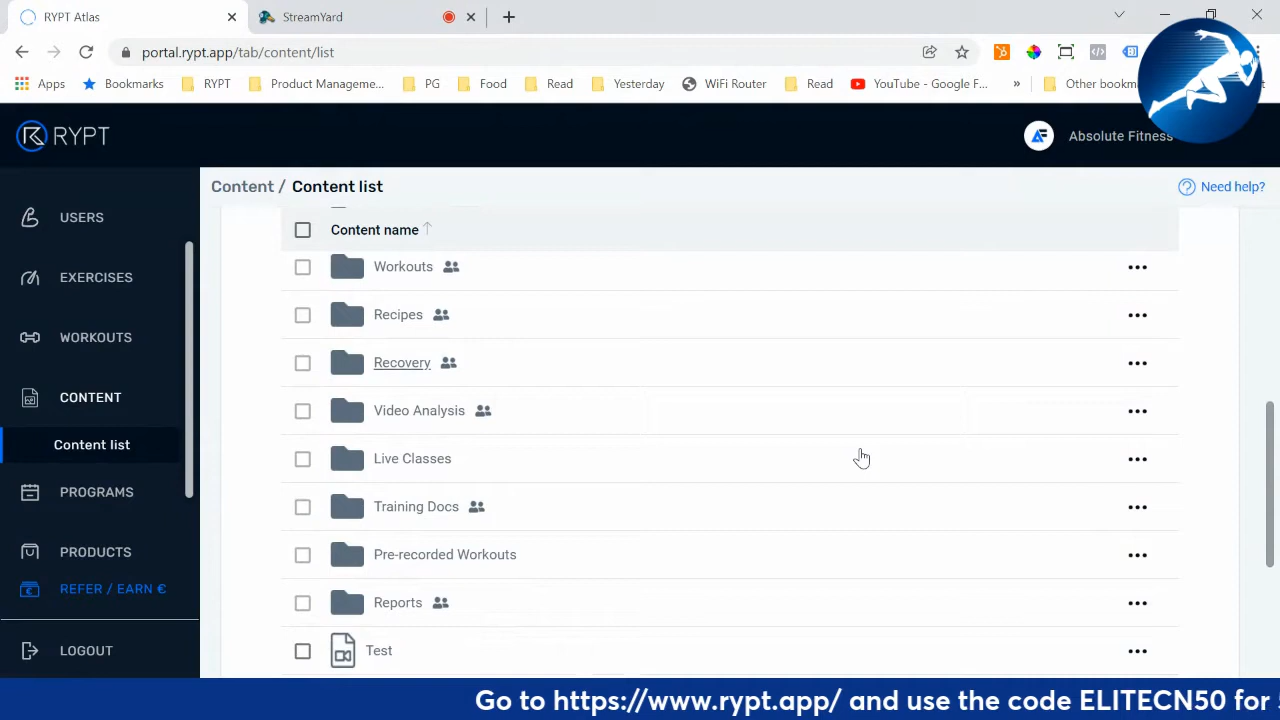 RYPT Atlas
StreamYard
portal.rypt.app/tab/content/list
Apps
Bookmarks
RYPT
Product Manageme...
PG
Food
Read
Yesterday
WiFi Router
Read
YouTube - Google F...
»
RYPT
Absolute Fitness
Content / Content list
Need help?
USERS
EXERCISES
WORKOUTS
CONTENT
Content list
PROGRAMS
PRODUCTS
REFER / EARN €
LOGOUT
Content name
Workouts
Recipes
Recovery
Video Analysis
Live Classes
Training Docs
Pre-recorded Workouts
Reports
Test
Go to https://www.rypt.app/ and use the code ELITECN50 for